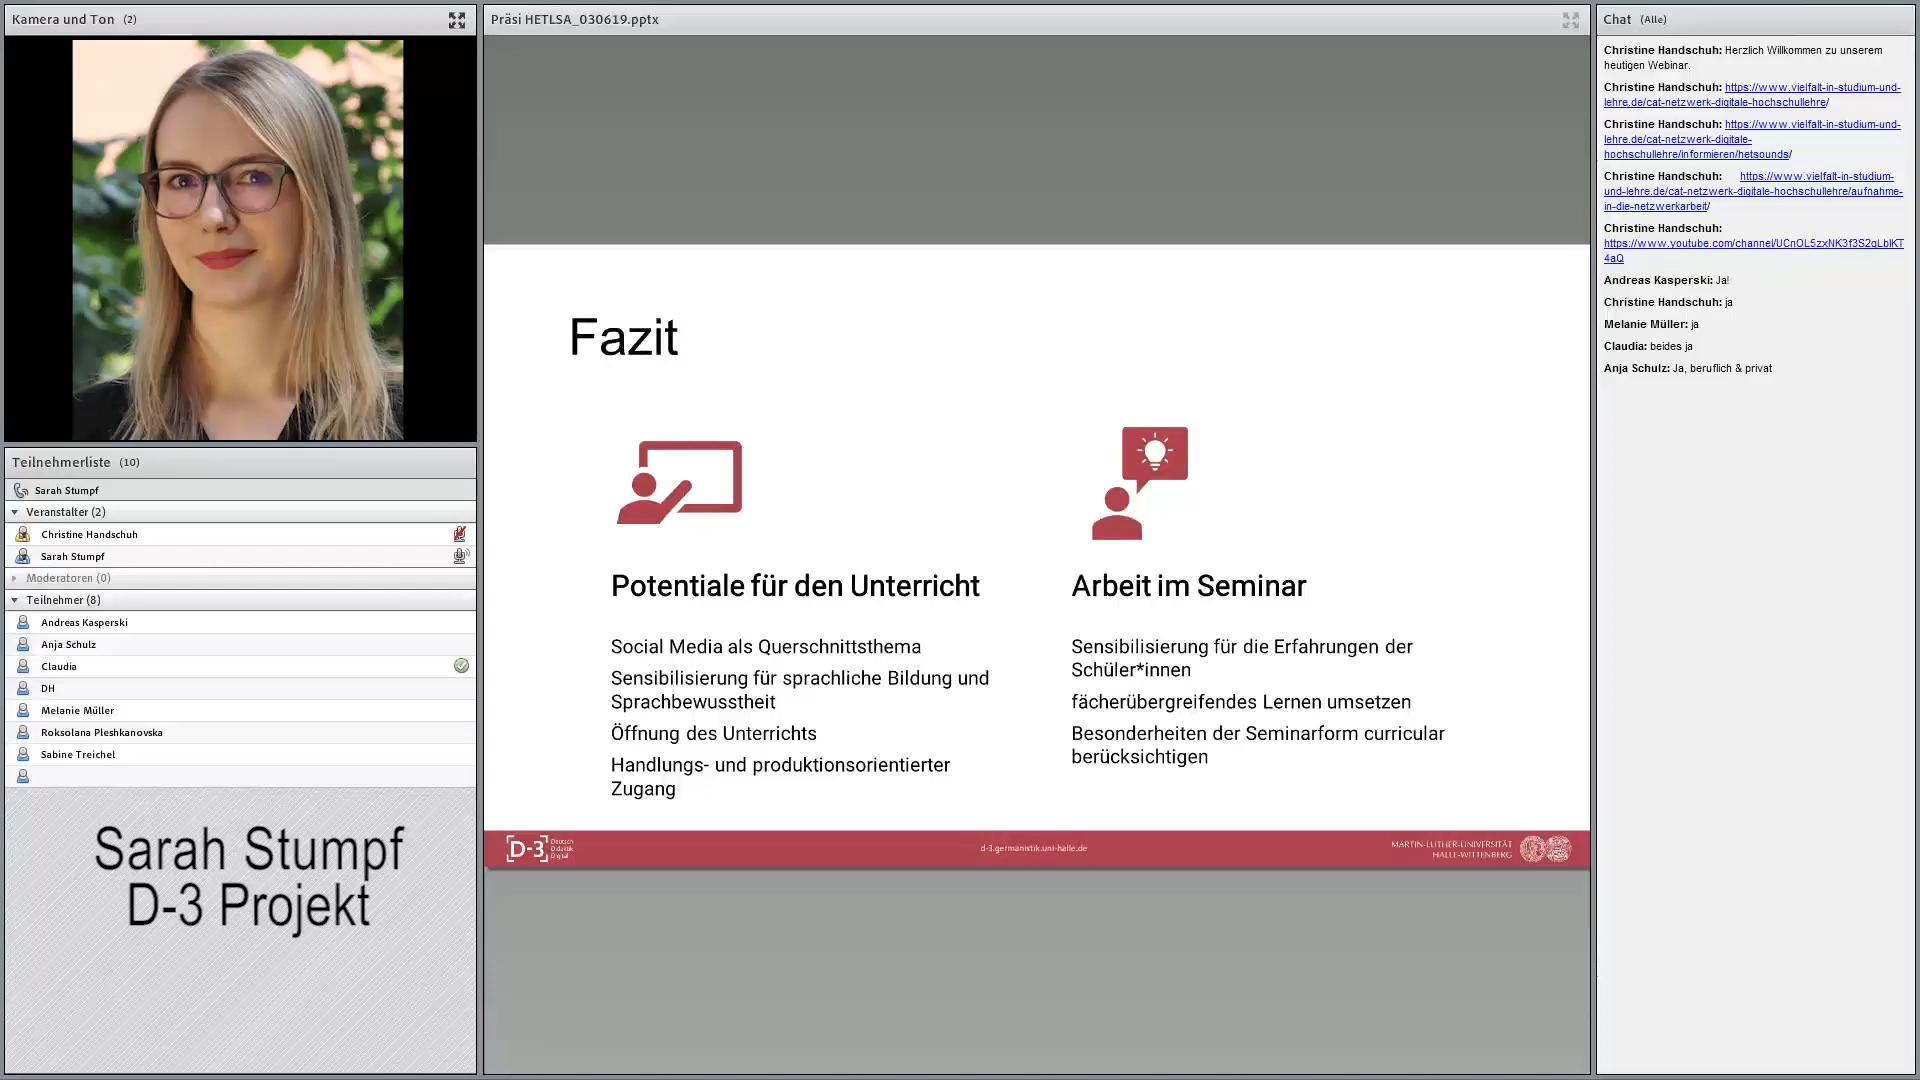 Kamera und Ton (2)
Teilnehmerliste (10)
Sarah Stumpf
Veranstalter (2)
Christine Handschuh
Sarah Stumpf
Moderatoren (0)
Teilnehmer (8)
Andreas Kasperski
Anja Schulz
Claudia
DH
Melanie Müller
Roksolana Pleshkanovska
Sabine Treichel
Sarah Stumpf
D-3 Projekt
Präsi HETLSA_030619.pptx
Fazit
Potentiale für den Unterricht
Social Media als Querschnittsthema
Sensibilisierung für sprachliche Bildung und
Sprachbewusstheit
Öffnung des Unterrichts
Handlungs- und produktionsorientierter
Zugang
Arbeit im Seminar
Sensibilisierung für die Erfahrungen der
Schüler*innen
fächerübergreifendes Lernen umsetzen
Besonderheiten der Seminarform curricular
berücksichtigen
[D-3] Deutsch
Didaktik
Digital
d-3.germanistik.uni-halle.de
MARTIN-LUTHER-UNIVERSITÄT
HALLE-WITTENBERG
Chat (Alle)
Christine Handschuh: Herzlich Willkommen zu unserem
heutigen Webinar.
Christine Handschuh: https://www.vielfalt-in-studium-und-
lehre.de/cat-netzwerk-digitale-hochschullehre/
Christine Handschuh: https://www.vielfalt-in-studium-und-
lehre.de/cat-netzwerk-digitale-
hochschullehre/informieren/hetsounds/
Christine Handschuh: https://www.vielfalt-in-studium-
und-lehre.de/cat-netzwerk-digitale-hochschullehre/aufnahme-
in-die-netzwerkarbeit/
Christine Handschuh:
Andreas Kasperski: Ja!
Christine Handschuh: ja
Melanie Müller: ja
Claudia: beides ja
Anja Schulz: Ja, beruflich & privat